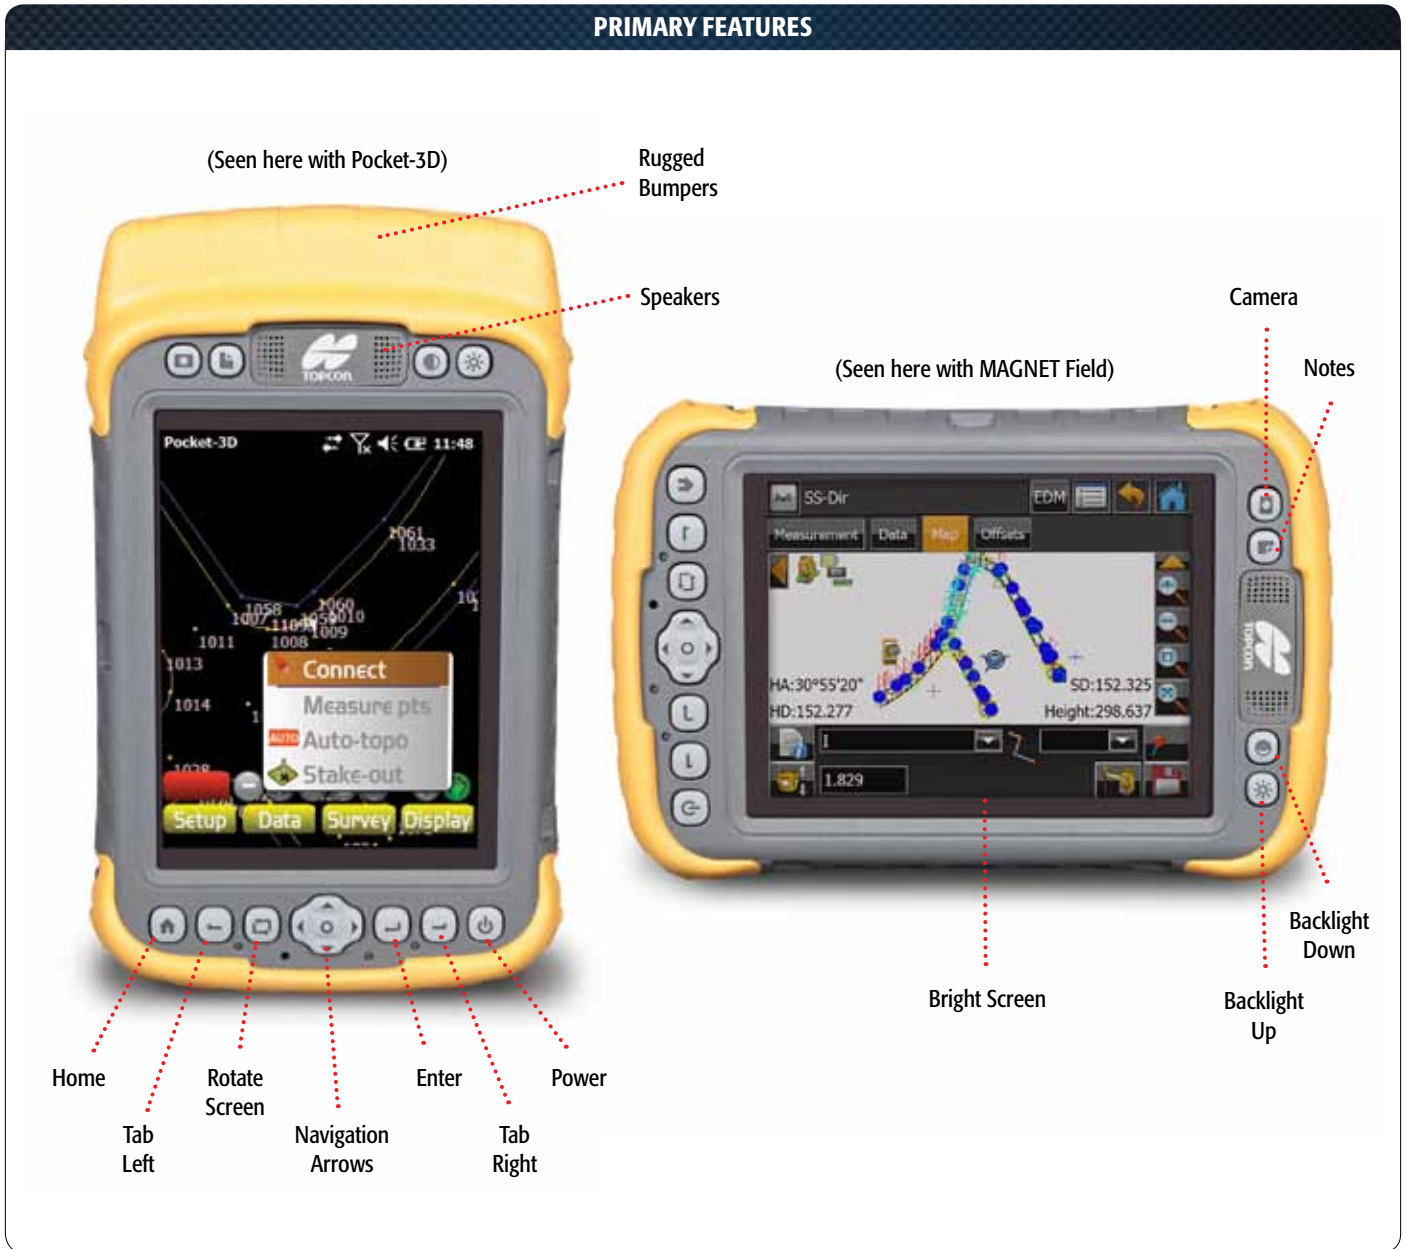 PRIMARY FEATURES
(Seen here with Pocket-3D)
Rugged
Bumpers
Speakers
Camera
(Seen here with MAGNET Field)
Notes
TOPCON
Pocket-3D
11:48
1061
1033
1058
1060
1007
1010
1009
1011
1008
1013
1014
Connect
Measure pts
AUTO Auto-topo
Stake-out
1028
Setup
Data
Survey
Display
SS-Dir
EDM
Measurement
Data
Map
Offsets
HA:30°55'20"
SD:152.325
HD:152.277
Height:298.637
1.829
TOPCON
Backlight
Down
Bright Screen
Backlight
Up
Home
Rotate
Screen
Enter
Power
Tab
Left
Navigation
Arrows
Tab
Right